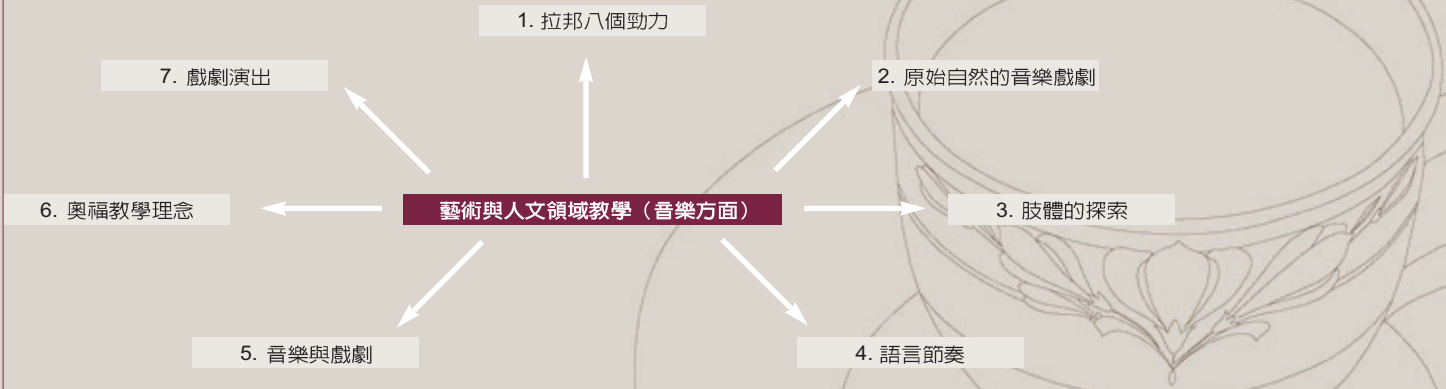 1. 拉邦八個勁力
7. 戲劇演出
2. 原始自然的音樂戲劇
6. 奧福教學理念
藝術與人文領域教學（音樂方面）
3. 肢體的探索
5. 音樂與戲劇
4. 語言節奏